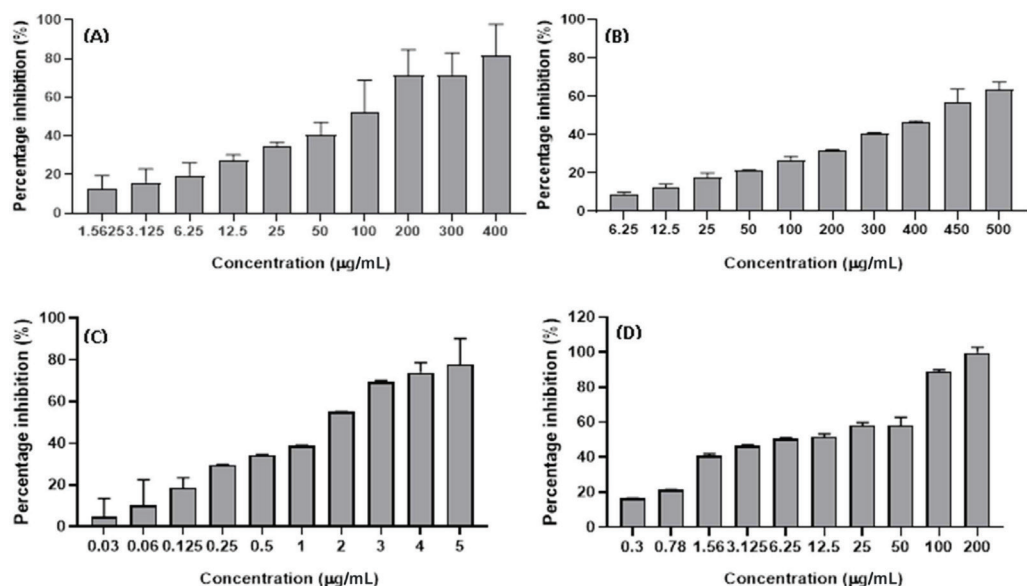 (A)
Percentage inhibition (%)
100
80
60
40
20
0
1.5625 3.125 6.25 12.5 25 50 100 200 300 400
Concentration (µg/mL)
(B)
Percentage inhibition (%)
100
80
60
40
20
0
6.25 12.5 25 50 100 200 300 400 450 500
Concentration (µg/mL)
(C)
Percentage inhibition (%)
100
80
60
40
20
0
0.03 0.06 0.125 0.25 0.5 1 2 3 4 5
Concentration (µg/mL)
(D)
Percentage inhibition (%)
120
100
80
60
40
20
0
0.3 0.78 1.56 3.125 6.25 12.5 25 50 100 200
Concentration (µg/mL)